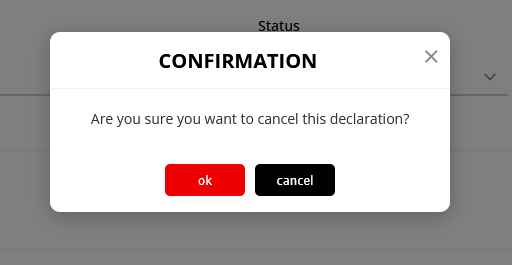 Status
CONFIRMATION
Are you sure you want to cancel this declaration?
ok
cancel